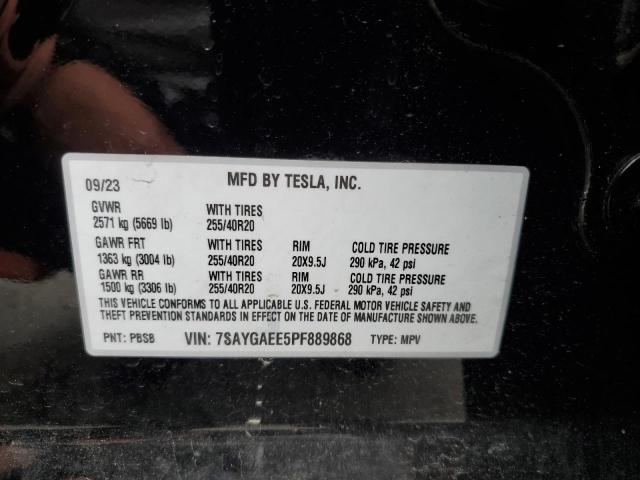 09/23 MFD BY TESLA, INC.
GVWR WITH TIRES
2571 kg (5669 lb) 255/40R20
GAWR FRT WITH TIRES RIM COLD TIRE PRESSURE
1363 kg (3004 lb) 255/40R20 20X9.5J 290 kPa, 42 psi
GAWR RR WITH TIRES RIM COLD TIRE PRESSURE
1500 kg (3306 lb) 255/40R20 20X9.5J 290 kPa, 42 psi
THIS VEHICLE CONFORMS TO ALL APPLICABLE U.S. FEDERAL MOTOR VEHICLE SAFETY AND
THEFT PREVENTION STANDARDS IN EFFECT ON THE DATE OF MANUFACTURE SHOWN ABOVE.
PNT: PBSB VIN: 7SAYGAEE5PF889868 TYPE: MPV